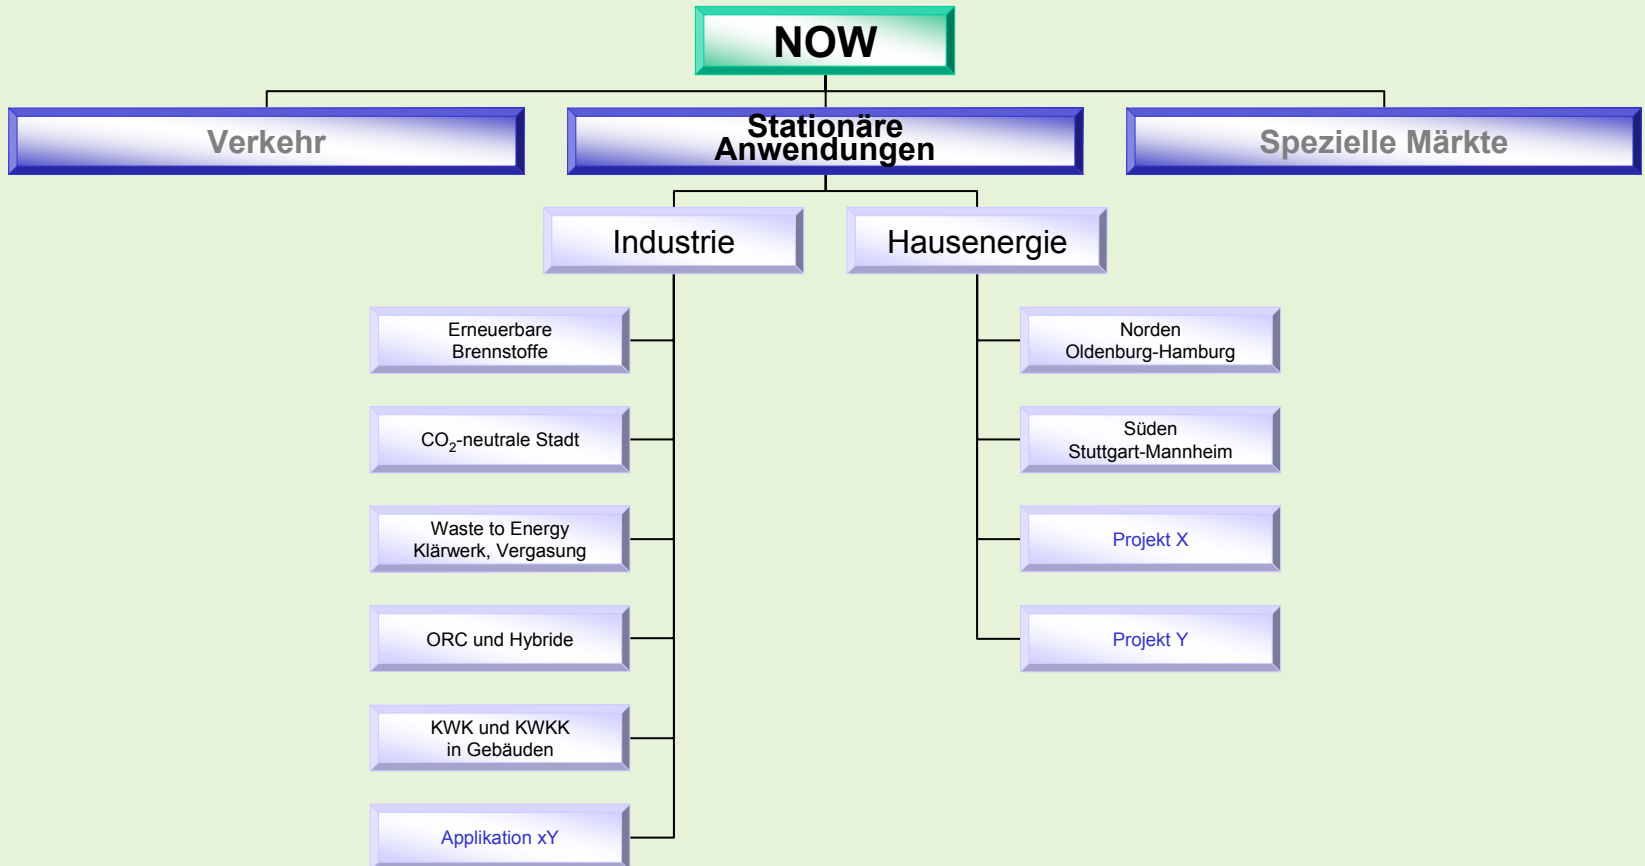 NOW
Verkehr
Stationäre
Anwendungen
Spezielle Märkte
Industrie
Hausenergie
Erneuerbare
Brennstoffe
CO₂-neutrale Stadt
Waste to Energy
Klärwerk, Vergasung
ORC und Hybride
KWK und KWKK
in Gebäuden
Applikation xY
Norden
Oldenburg-Hamburg
Süden
Stuttgart-Mannheim
Projekt X
Projekt Y